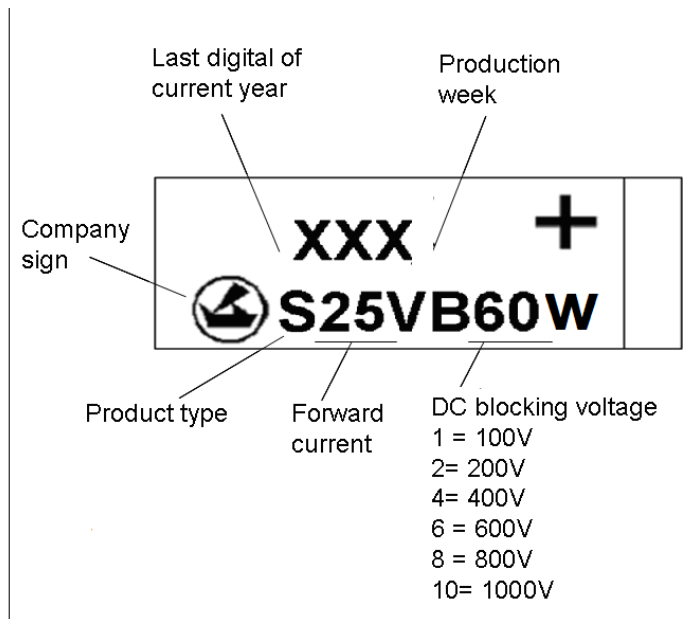 Last digital of
current year
Production
week
Company
sign
XXX
+
S25VB60W
Product type
Forward
current
DC blocking voltage
1 = 100V
2= 200V
4= 400V
6 = 600V
8 = 800V
10= 1000V